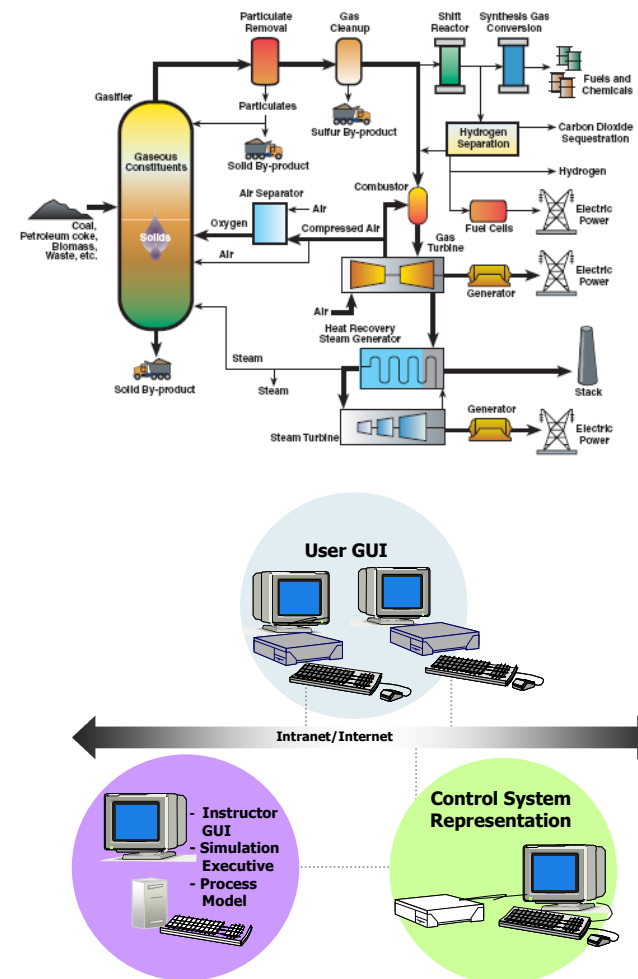 Particulate
Removal
Gas
Cleanup
Shift
Reactor
Synthesis Gas
Conversion
Gasifier
Particulates
Sulfur By-product
Fuels and
Chemicals
Solid By-product
Hydrogen
Separation
Carbon Dioxide
Sequestration
Gaseous
Constituents
Hydrogen
Combustor
Air Separator
Air
Oxygen
Compressed Air
Fuel Cells
Electric
Power
Coal,
Petroleum coke,
Biomass,
Waste, etc.
Solids
Gas
Turbine
Air
Electric
Power
Generator
Air
Heat Recovery
Steam Generator
Steam
Steam
Solid By-product
Stack
Generator
Steam Turbine
Electric
Power
User GUI
Intranet/Internet
- Instructor
GUI
- Simulation
Executive
- Process
Model
Control System
Representation